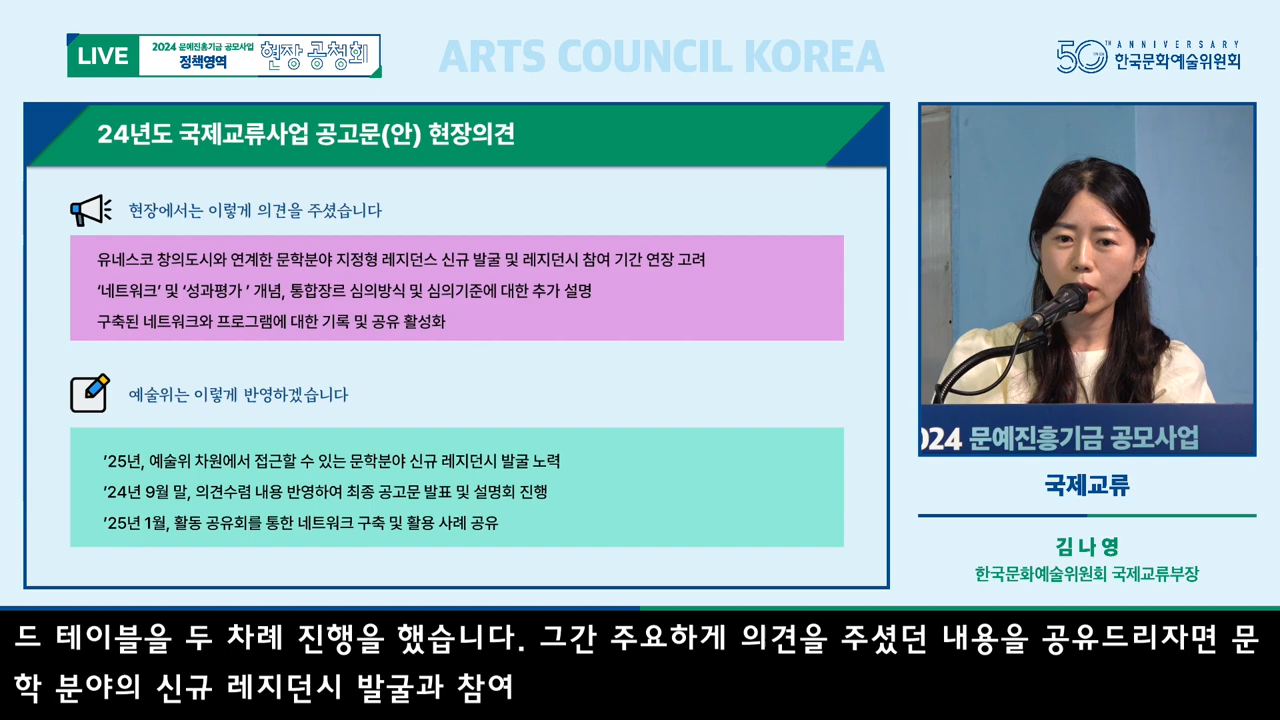 LIVE
2024 문예진흥기금 공모사업
정책영역
현장 공청회
ARTS COUNCIL KOREA
50TH ANNIVERSARY
한국문화예술위원회
24년도 국제교류사업 공고문(안) 현장의견
현장에서는 이렇게 의견을 주셨습니다
유네스코 창의도시와 연계한 문학분야 지정형 레지던스 신규 발굴 및 레지던시 참여 기간 연장 고려
‘네트워크’ 및 ‘성과평가 ’ 개념, 통합장르 심의방식 및 심의기준에 대한 추가 설명
구축된 네트워크와 프로그램에 대한 기록 및 공유 활성화
예술위는 이렇게 반영하겠습니다
’25년, 예술위 차원에서 접근할 수 있는 문학분야 신규 레지던시 발굴 노력
’24년 9월 말, 의견수렴 내용 반영하여 최종 공고문 발표 및 설명회 진행
’25년 1월, 활동 공유회를 통한 네트워크 구축 및 활용 사례 공유
2024 문예진흥기금 공모사업
국제교류
김나영
한국문화예술위원회 국제교류부장
드 테이블을 두 차례 진행을 했습니다. 그간 주요하게 의견을 주셨던 내용을 공유드리자면 문
학 분야의 신규 레지던시 발굴과 참여